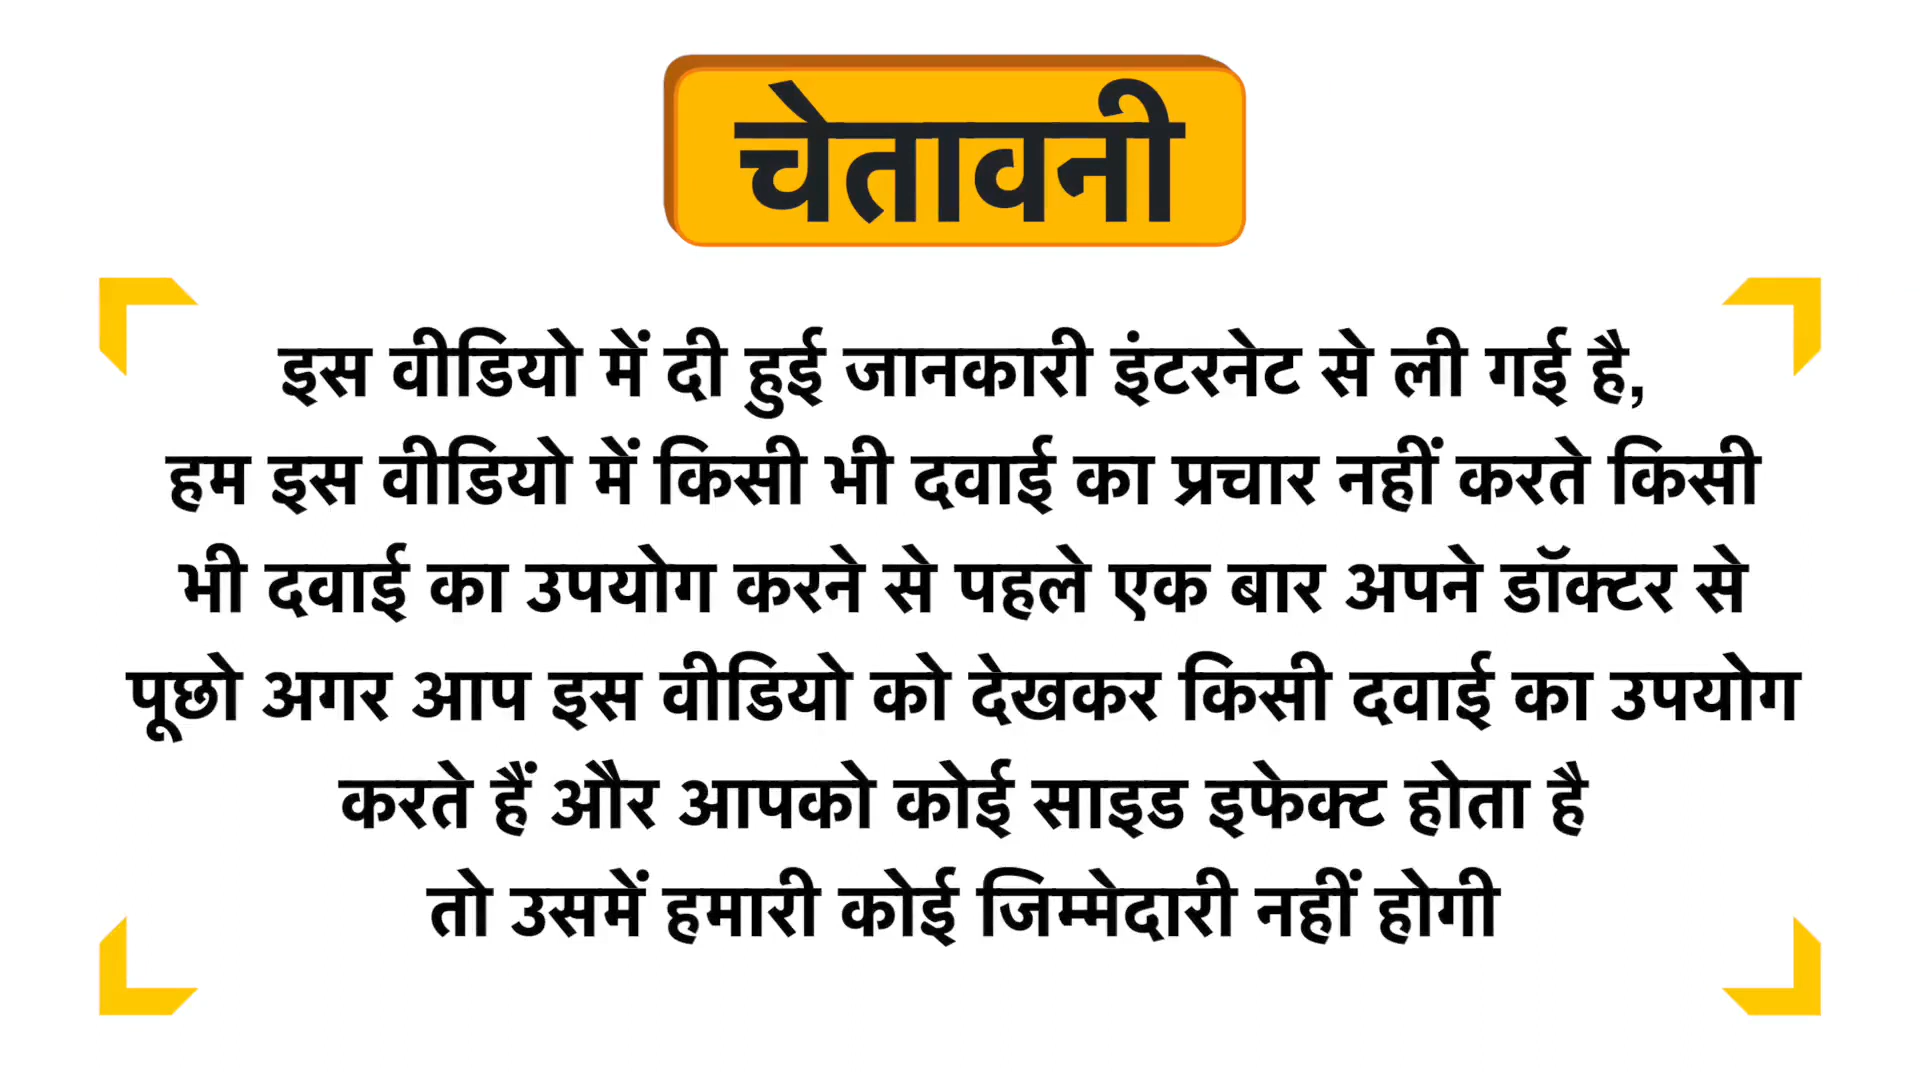 चेतावनी
इस वीडियो में दी हुई जानकारी इंटरनेट से ली गई है,
हम इस वीडियो में किसी भी दवाई का प्रचार नहीं करते किसी
भी दवाई का उपयोग करने से पहले एक बार अपने डॉक्टर से
पूछो अगर आप इस वीडियो को देखकर किसी दवाई का उपयोग
करते हैं और आपको कोई साइड इफेक्ट होता है
तो उसमें हमारी कोई जिम्मेदारी नहीं होगी